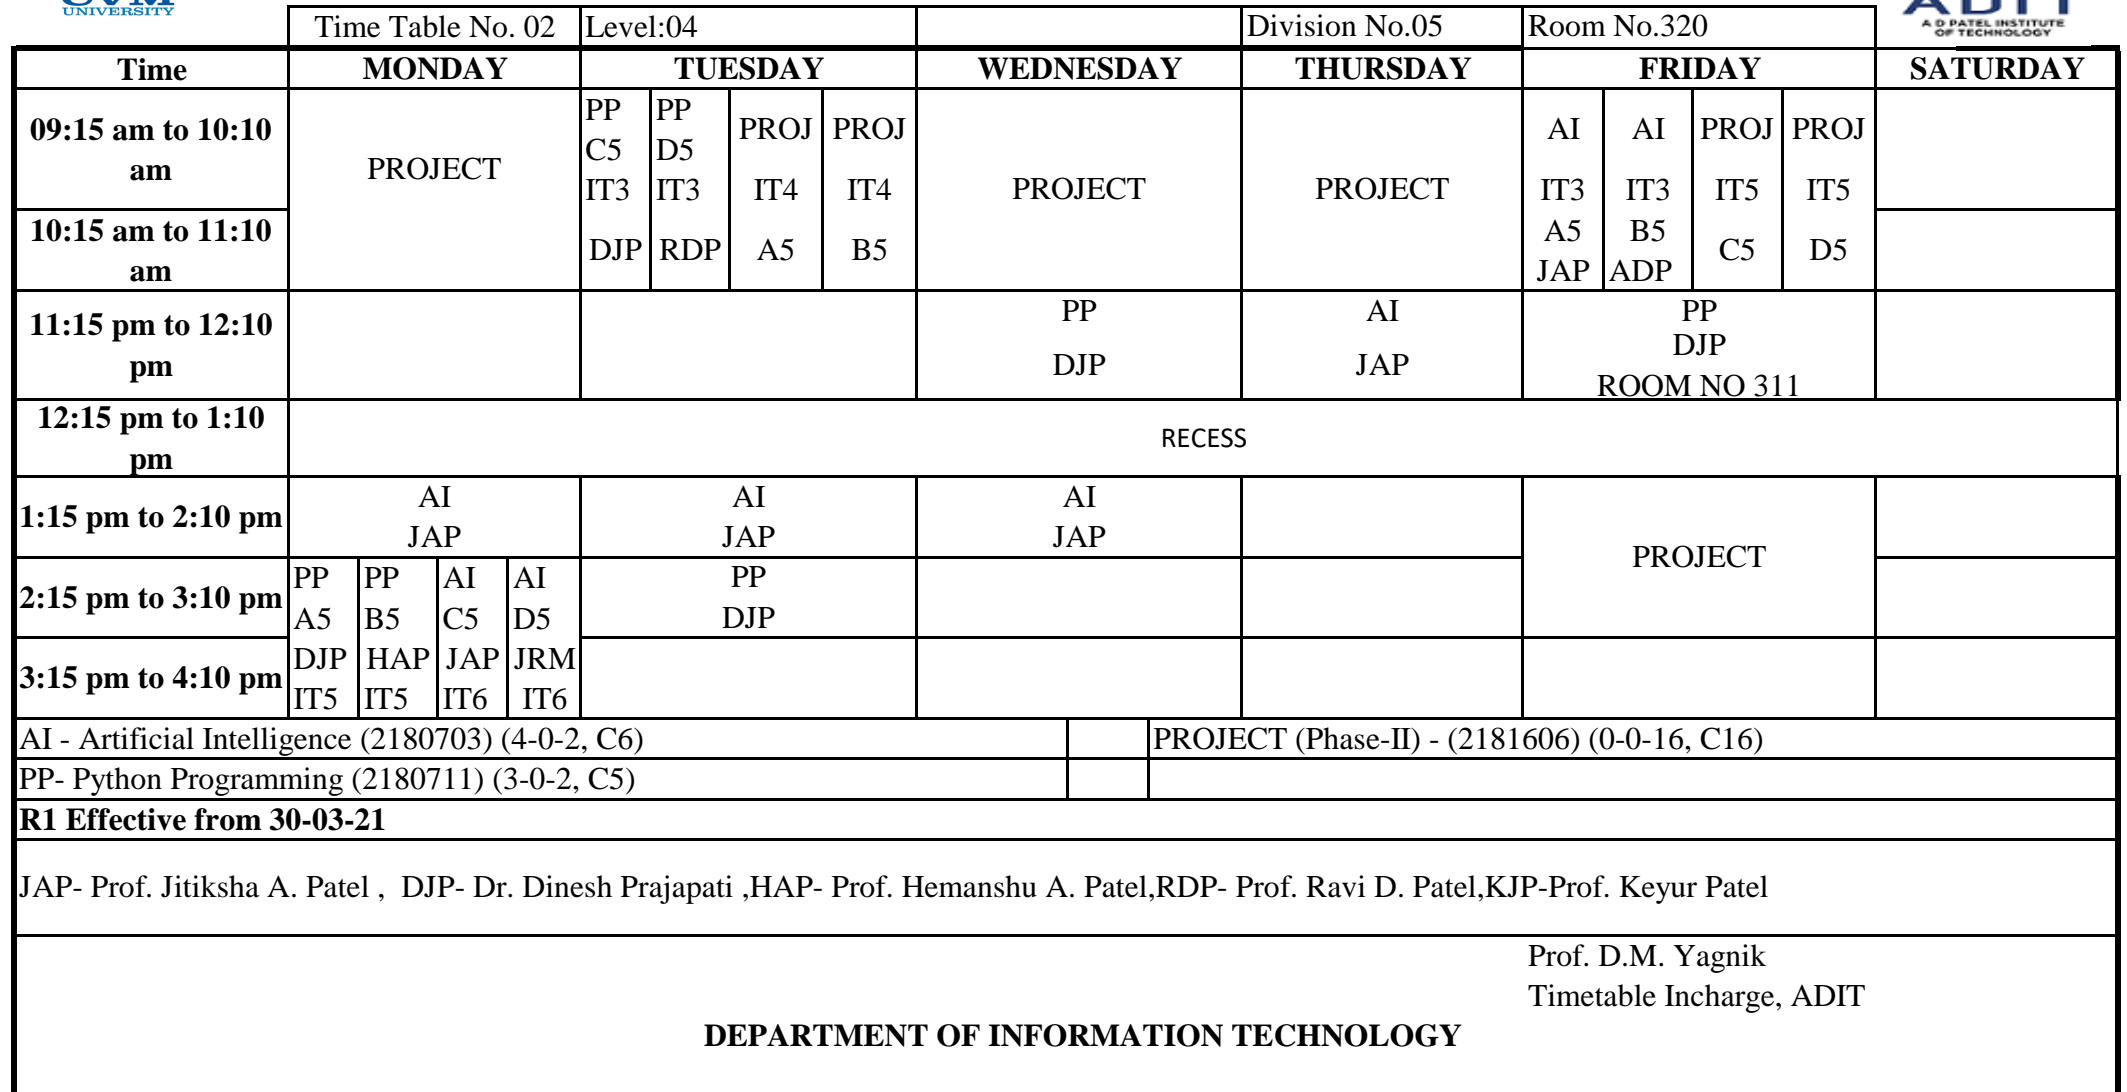 UNIVERSITY
ADIT
A D PATEL INSTITUTE
OF TECHNOLOGY
Time Table No. 02 Level:04 Division No.05 Room No.320
Time MONDAY TUESDAY WEDNESDAY THURSDAY FRIDAY SATURDAY
09:15 am to 10:10
am
10:15 am to 11:10
am
PROJECT
PP
C5
IT3
DJP
PP
D5
IT3
RDP
PROJ
IT4
A5
PROJ
IT4
B5
PROJECT
PROJECT
AI
IT3
A5
JAP
AI
IT3
B5
ADP
PROJ
IT5
C5
PROJ
IT5
D5
11:15 pm to 12:10
pm
PP
DJP
AI
JAP
PP
DJP
ROOM NO 311
12:15 pm to 1:10
pm
RECESS
1:15 pm to 2:10 pm
AI
JAP
AI
JAP
AI
JAP
PROJECT
2:15 pm to 3:10 pm
3:15 pm to 4:10 pm
PP
A5
DJP
IT5
PP
B5
HAP
IT5
AI
C5
JAP
IT6
AI
D5
JRM
IT6
PP
DJP
AI - Artificial Intelligence (2180703) (4-0-2, C6) PROJECT (Phase-II) - (2181606) (0-0-16, C16)
PP- Python Programming (2180711) (3-0-2, C5)
R1 Effective from 30-03-21
JAP- Prof. Jitiksha A. Patel , DJP- Dr. Dinesh Prajapati ,HAP- Prof. Hemanshu A. Patel,RDP- Prof. Ravi D. Patel,KJP-Prof. Keyur Patel
Prof. D.M. Yagnik
Timetable Incharge, ADIT
DEPARTMENT OF INFORMATION TECHNOLOGY